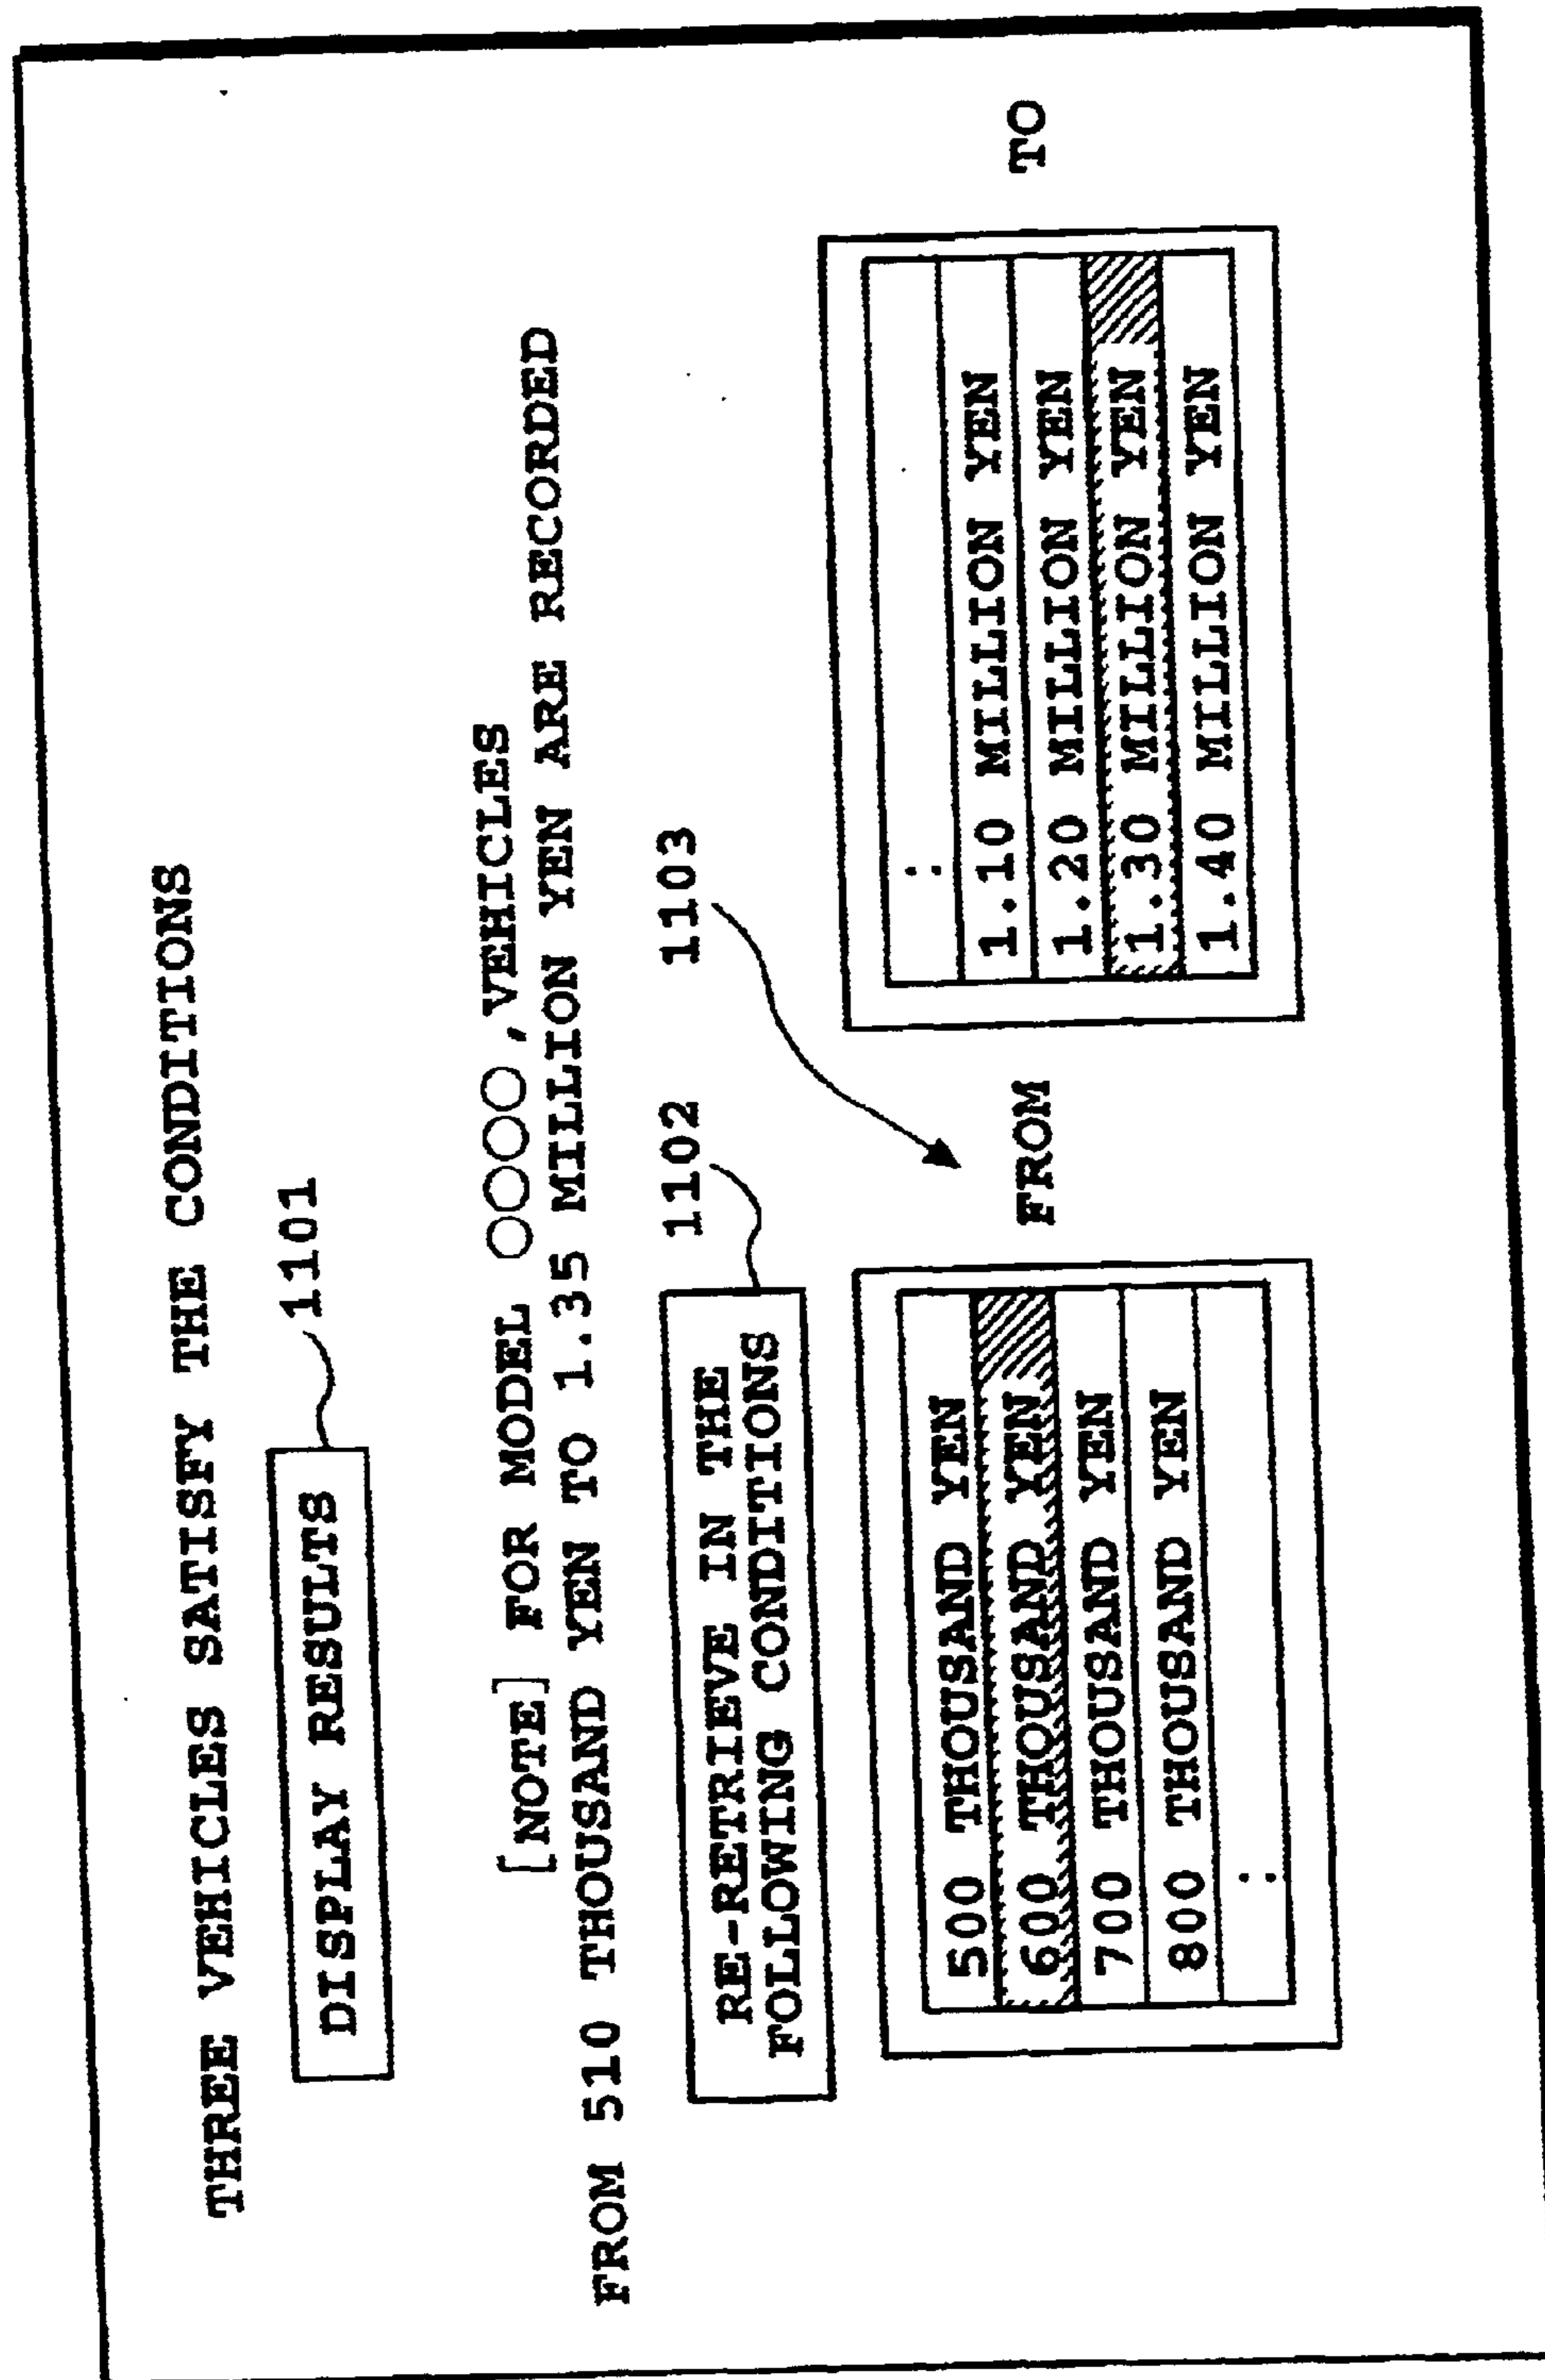 THREE VEHICLES SATISFY THE CONDITIONS
DISPLAY RESULTS
1101
[NOTE] FOR MODEL ○○○○,VEHICLES
FROM 510 THOUSAND YEN TO 1.35 MILLION YEN ARE RECORDED
RE-RETRIEVE IN THE
FOLLOWING CONDITIONS
1102
1103
500 THOUSAND YEN
600 THOUSAND YEN
700 THOUSAND YEN
800 THOUSAND YEN
:
FROM
:
1.10 MILLION YEN
1.20 MILLION YEN
1.30 MILLION YEN
1.40 MILLION YEN
TO